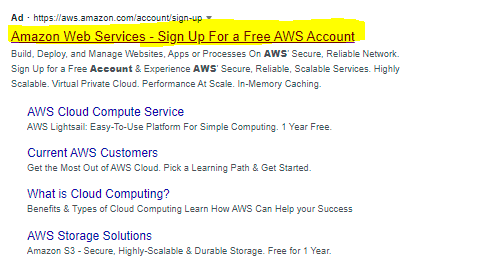 Ad · https://aws.amazon.com/account/sign-up
Amazon Web Services - Sign Up For a Free AWS Account
Build, Deploy, and Manage Websites, Apps or Processes On AWS' Secure, Reliable Network.
Sign Up for a Free Account & Experience AWS' Secure, Reliable, Scalable Services. Highly
Scalable. Virtual Private Cloud. Performance At Scale. In-Memory Caching.
AWS Cloud Compute Service
AWS Lightsail: Easy-To-Use Platform For Simple Computing. 1 Year Free.
Current AWS Customers
Get the Most Out of AWS Cloud. Pick a Learning Path & Get Started.
What is Cloud Computing?
Benefits & Types of Cloud Computing Learn How AWS Can Help your Success
AWS Storage Solutions
Amazon S3 - Secure, Highly-Scalable & Durable Storage. Free for 1 Year.